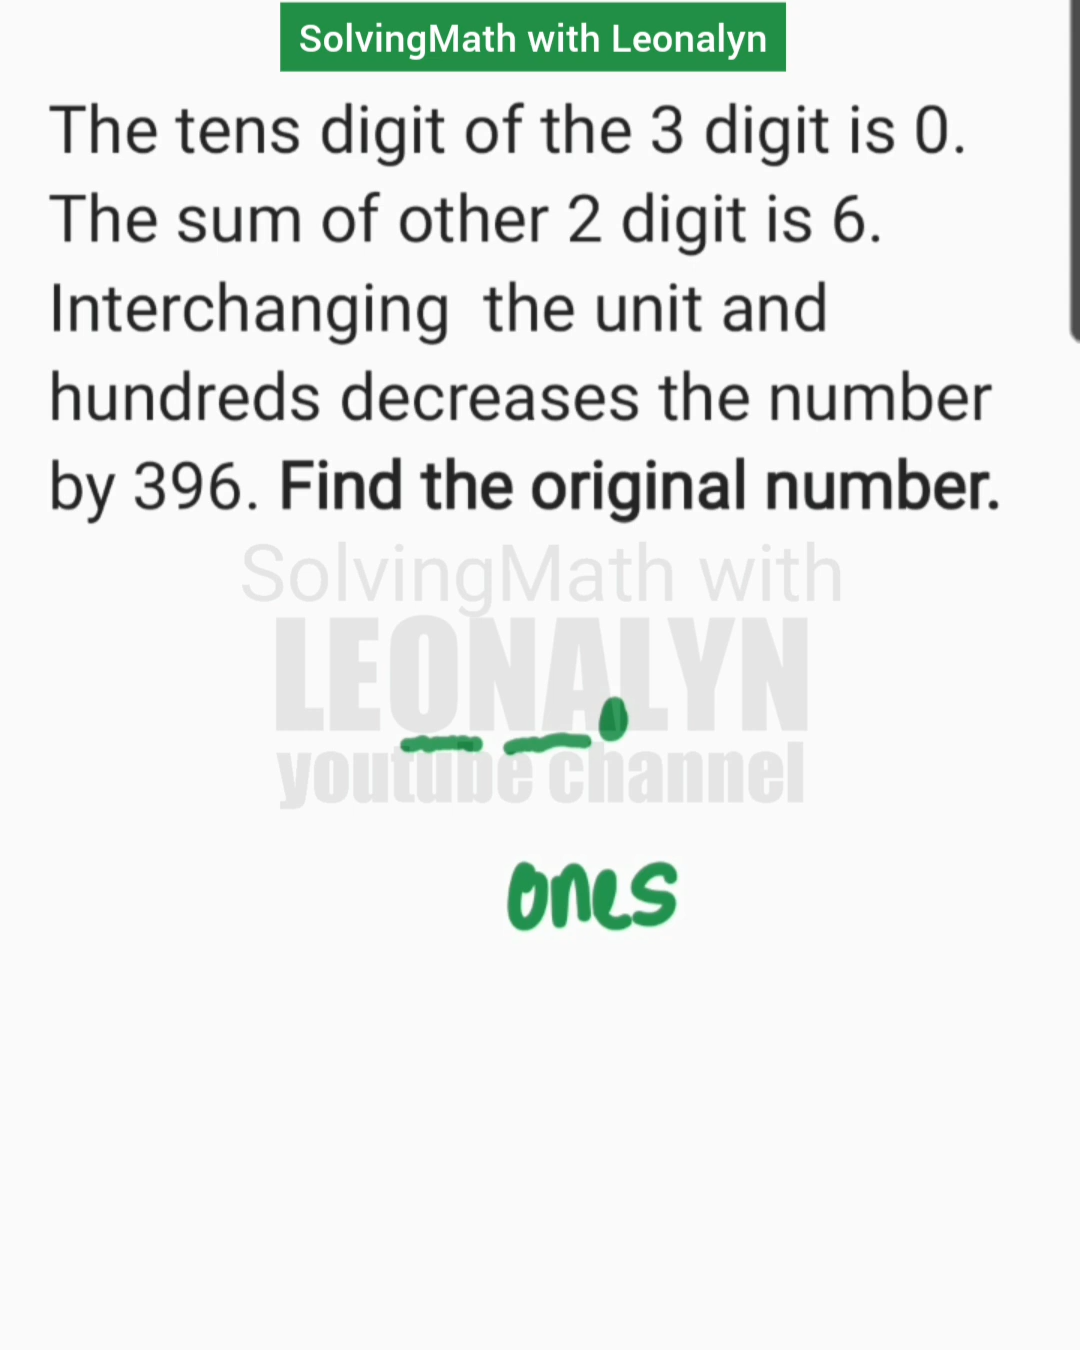 SolvingMath with Leonalyn
The tens digit of the 3 digit is 0.
The sum of other 2 digit is 6.
Interchanging the unit and
hundreds decreases the number
by 396. Find the original number.
SolvingMath with
LEONALYN
youtube channel
ones